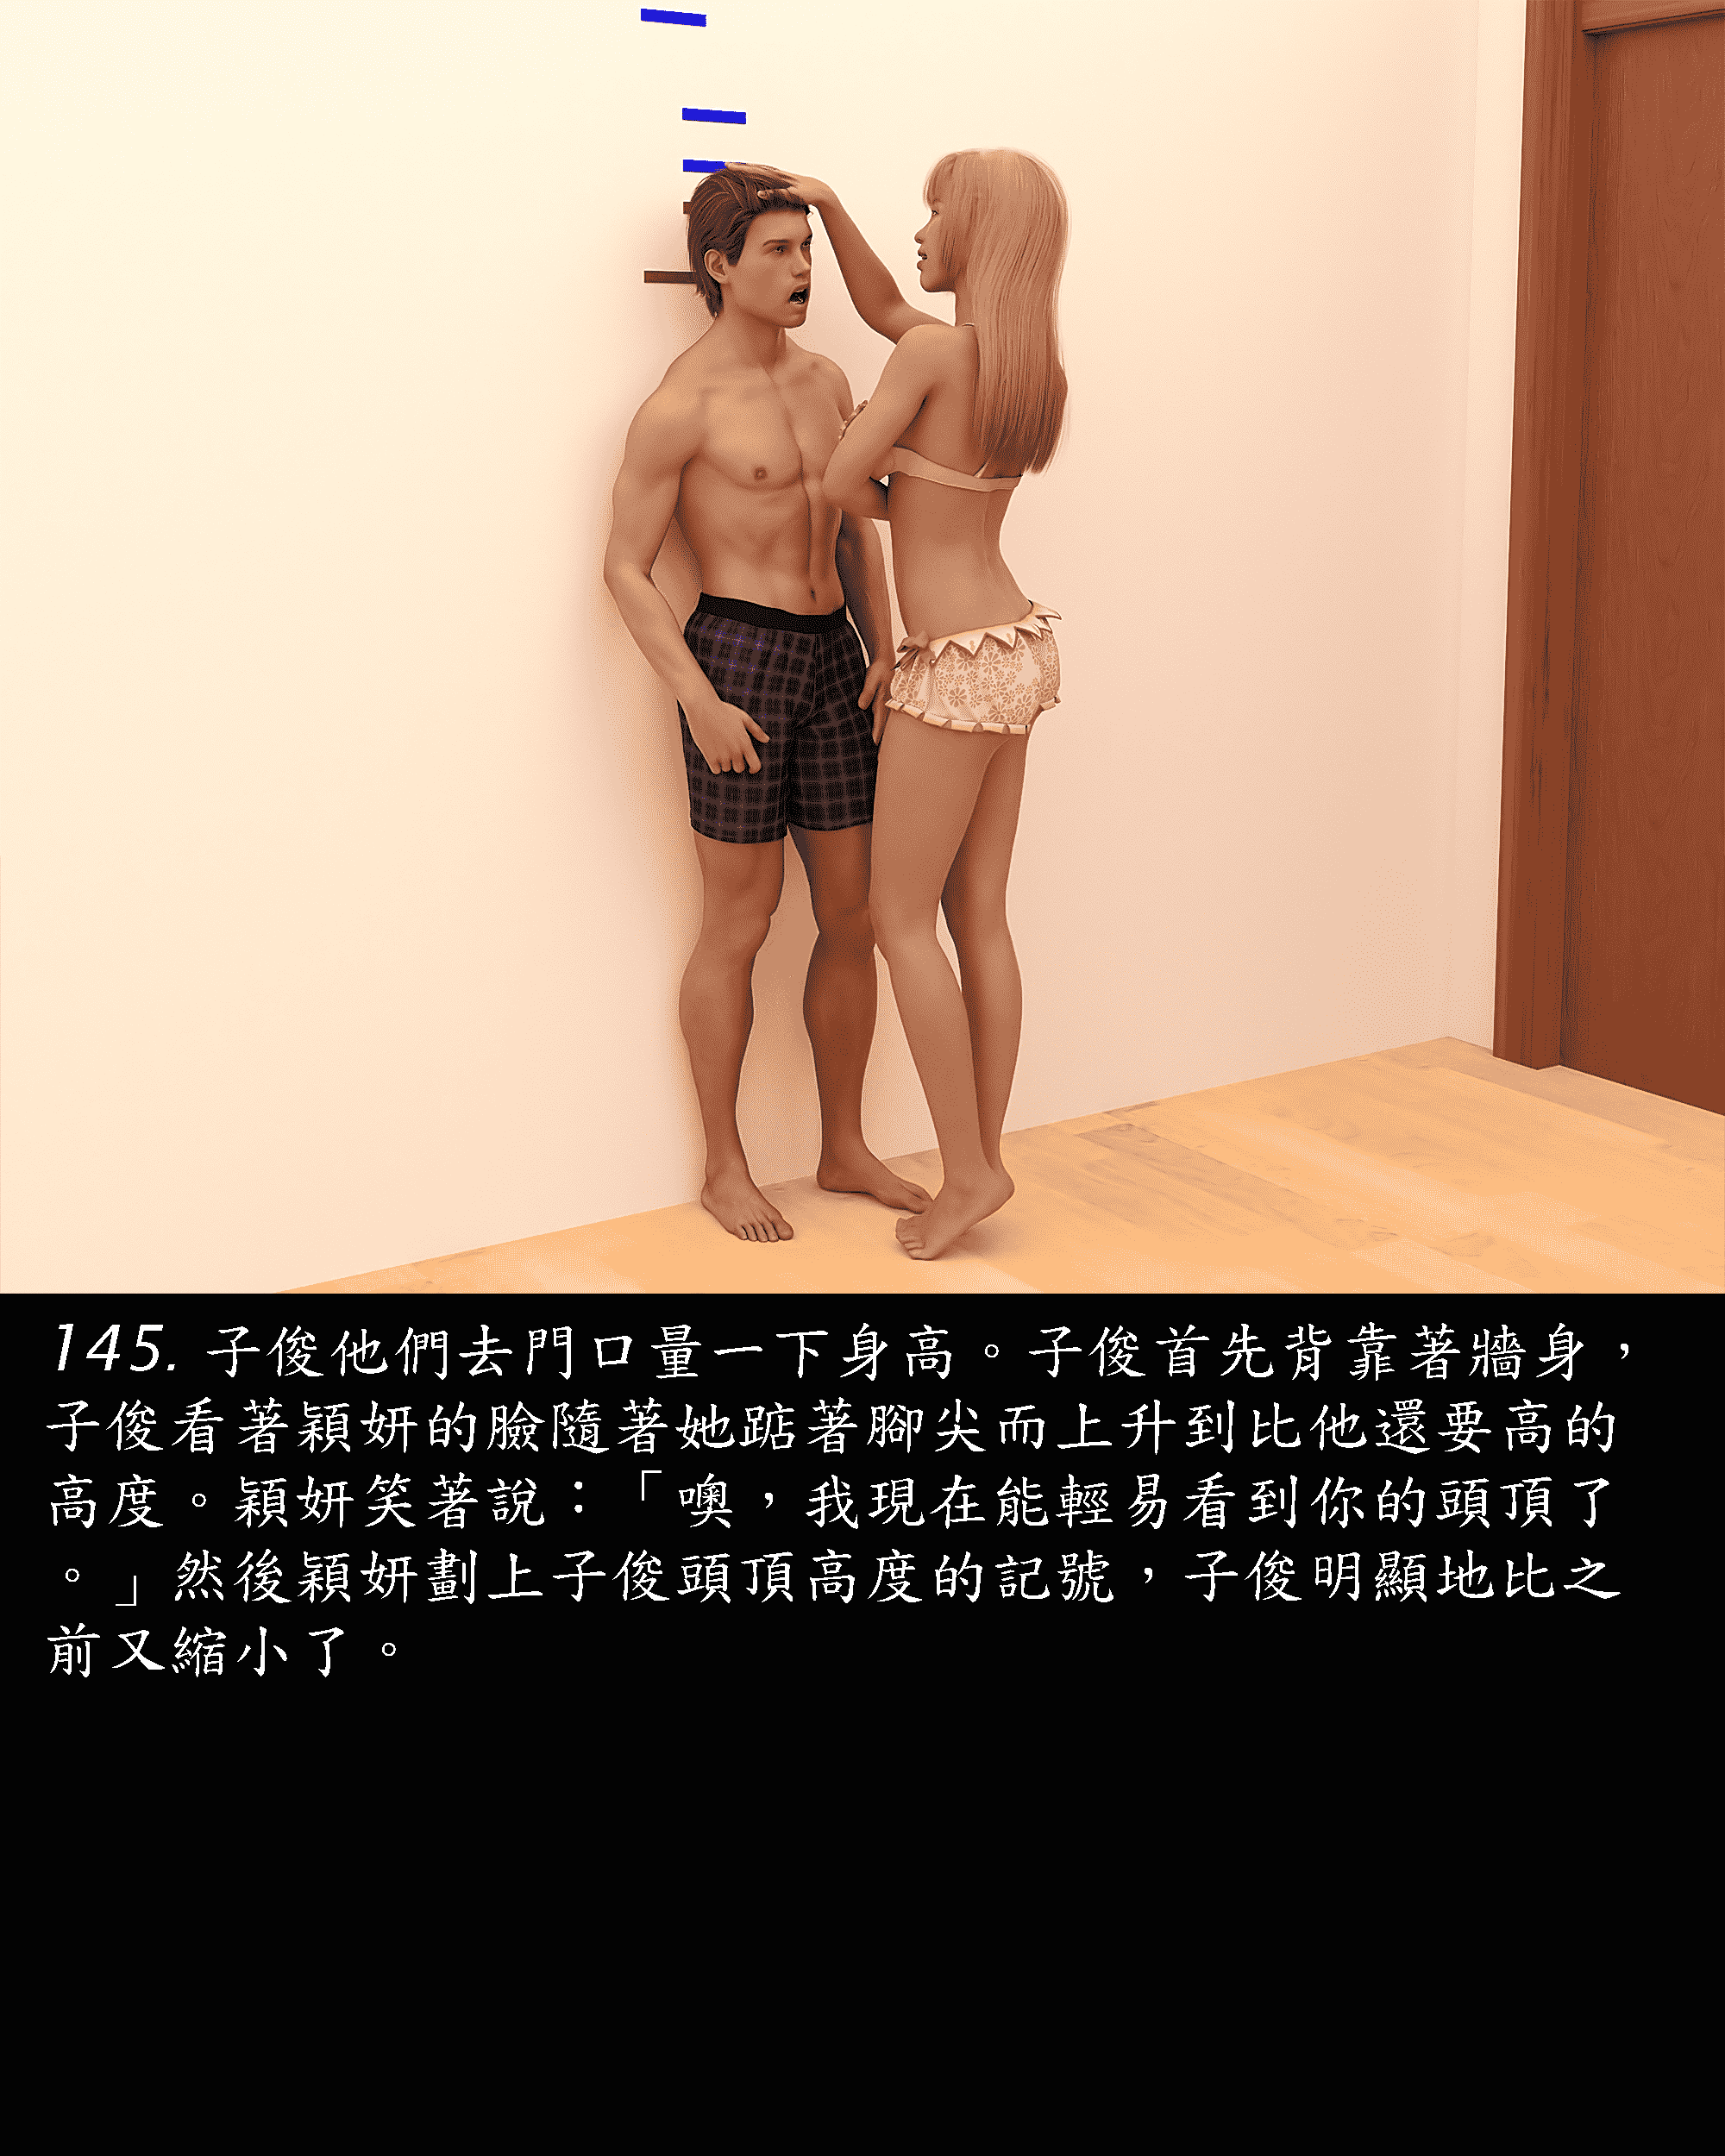 145. 子俊他們去門口量一下身高。子俊首先背靠著牆身，
子俊看著穎妍的臉隨著她踮著腳尖而上升到比他還要高的
高度。穎妍笑著說：「噢，我現在能輕易看到你的頭頂了
。」然後穎妍劃上子俊頭頂高度的記號，子俊明顯地比之
前又縮小了。